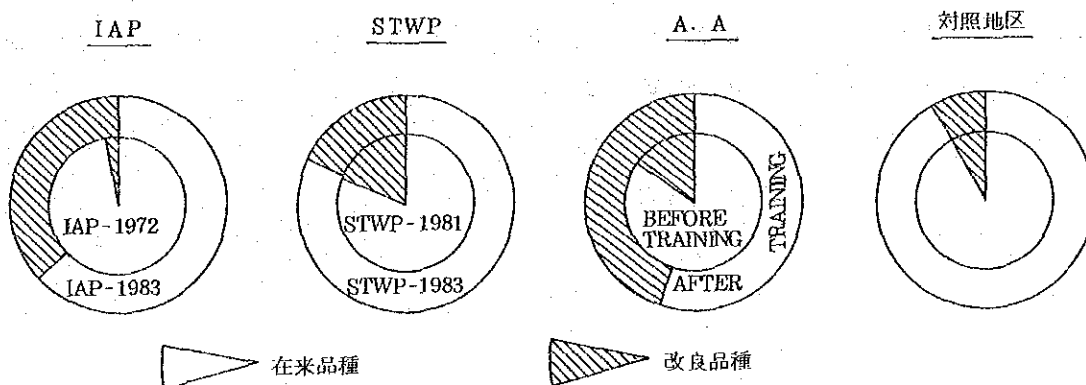 IAP
STWP
A. A
対照地区
IAP-1972
IAP-1983
STWP-1981
STWP-1983
BEFORE
TRAINING
AFTER
TRAINING
在来品種
改良品種